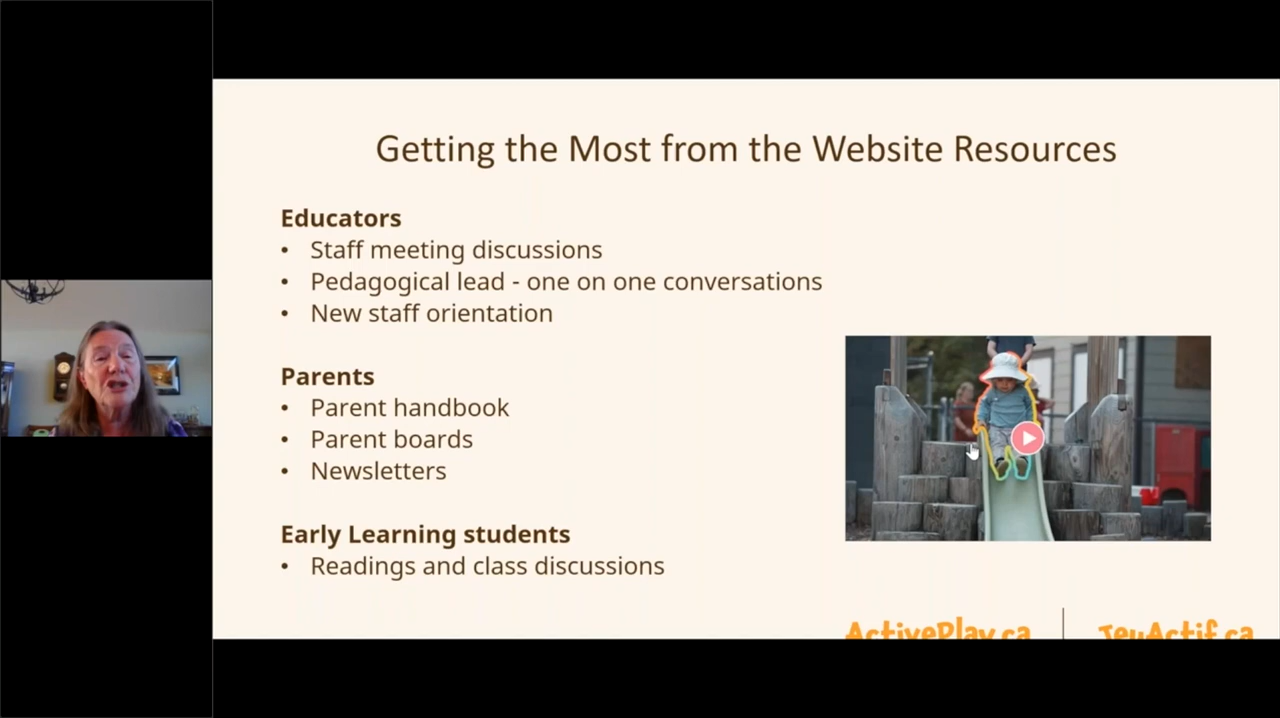 Getting the Most from the Website Resources
Educators
• Staff meeting discussions
• Pedagogical lead - one on one conversations
• New staff orientation
Parents
• Parent handbook
• Parent boards
• Newsletters
Early Learning students
• Readings and class discussions
ActivePlay.ca | JeuActif.ca